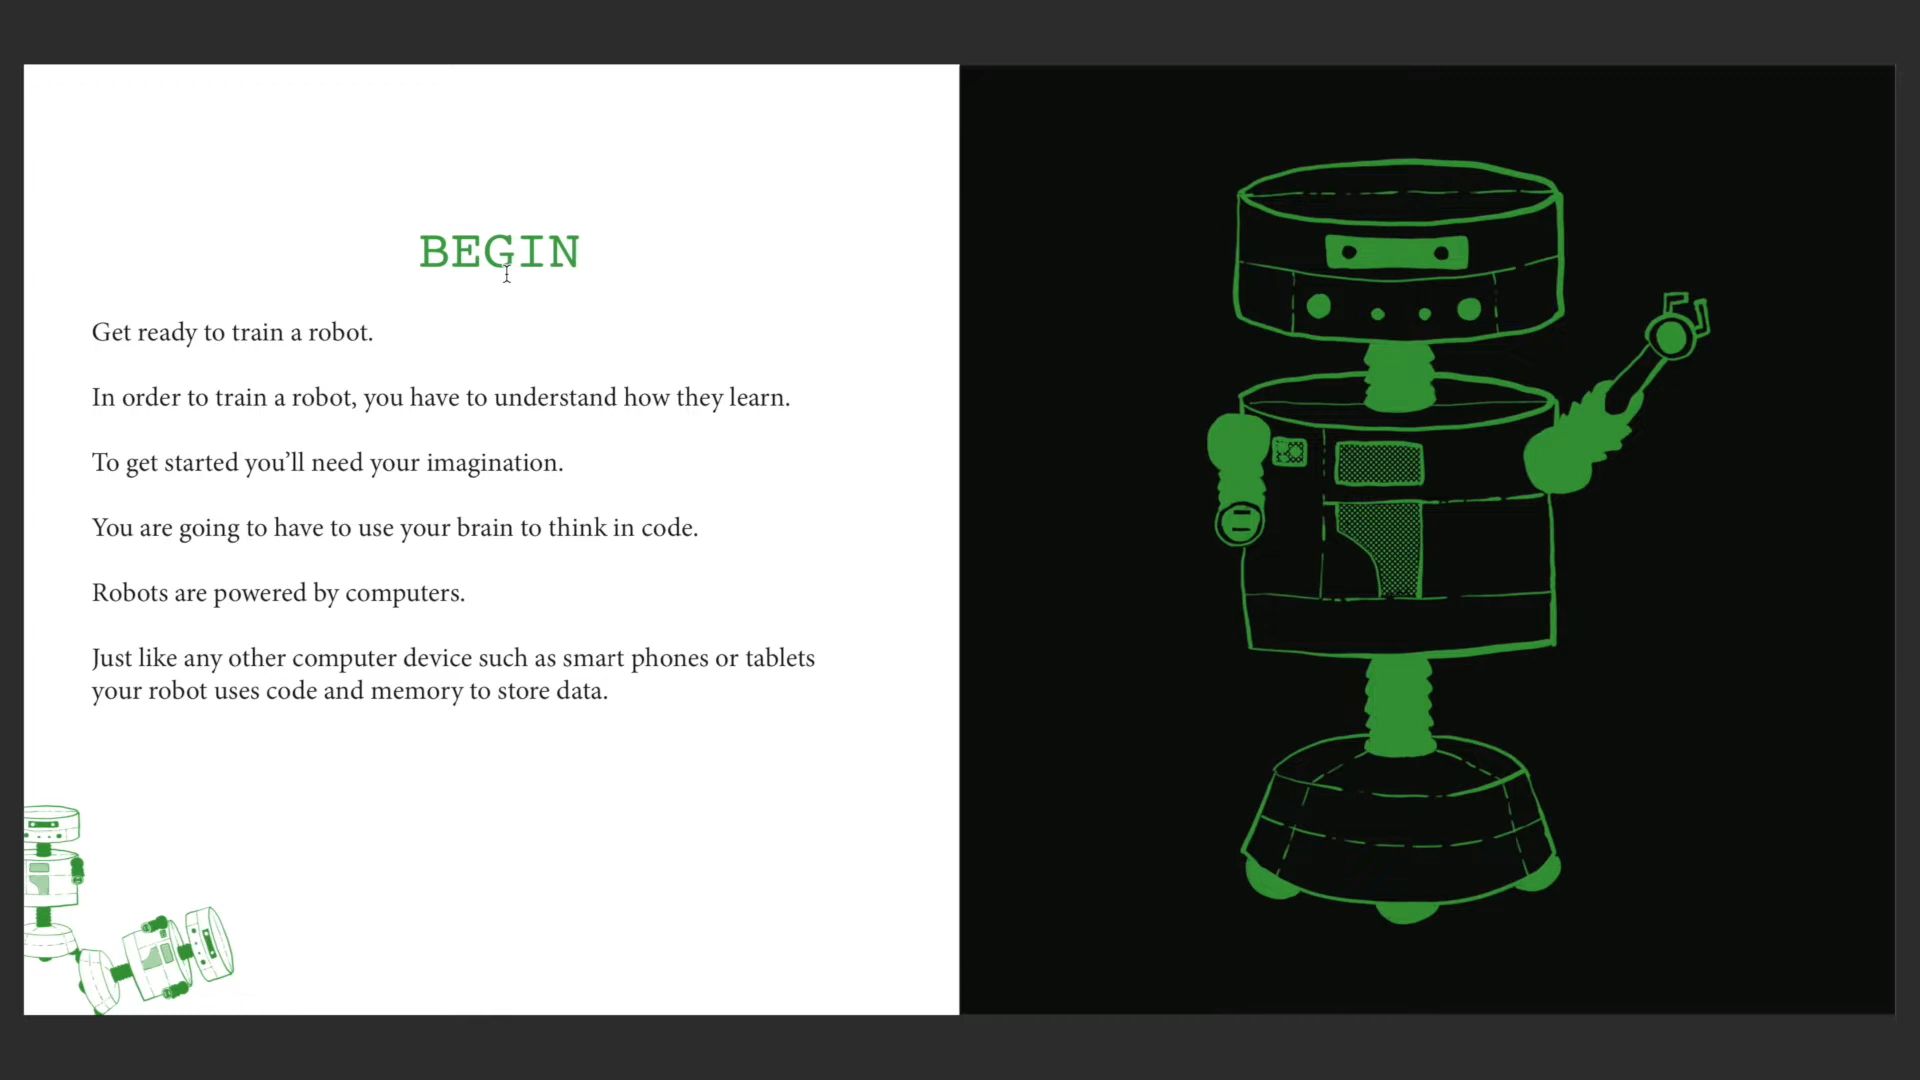 BEGIN
Get ready to train a robot.
In order to train a robot, you have to understand how they learn.
To get started you’ll need your imagination.
You are going to have to use your brain to think in code.
Robots are powered by computers.
Just like any other computer device such as smart phones or tablets
your robot uses code and memory to store data.